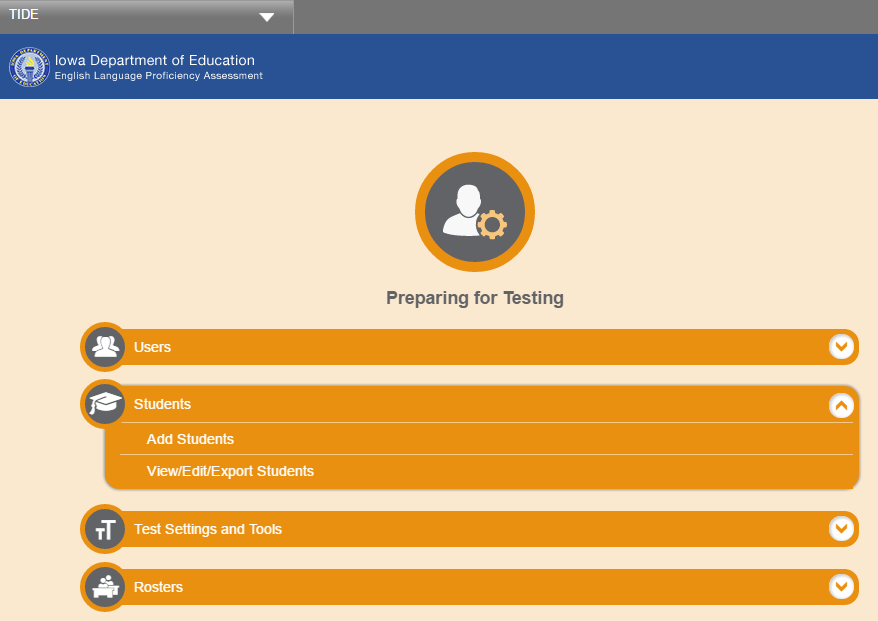 TIDE
Iowa Department of Education
English Language Proficiency Assessment
Preparing for Testing
Users
Students
Add Students
View/Edit/Export Students
Test Settings and Tools
Rosters